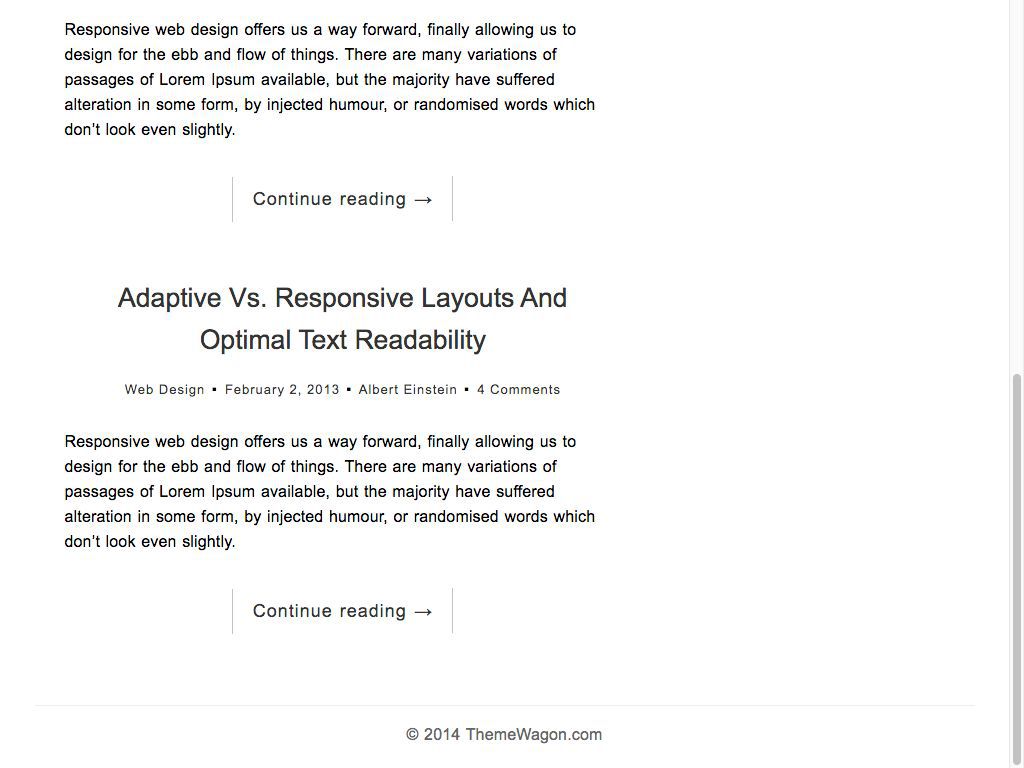 Responsive web design offers us a way forward, finally allowing us to
design for the ebb and flow of things. There are many variations of
passages of Lorem Ipsum available, but the majority have suffered
alteration in some form, by injected humour, or randomised words which
don't look even slightly.
Continue reading →
Adaptive Vs. Responsive Layouts And
Optimal Text Readability
Web Design ▪ February 2, 2013 ▪ Albert Einstein ▪ 4 Comments
Responsive web design offers us a way forward, finally allowing us to
design for the ebb and flow of things. There are many variations of
passages of Lorem Ipsum available, but the majority have suffered
alteration in some form, by injected humour, or randomised words which
don't look even slightly.
Continue reading →
© 2014 ThemeWagon.com